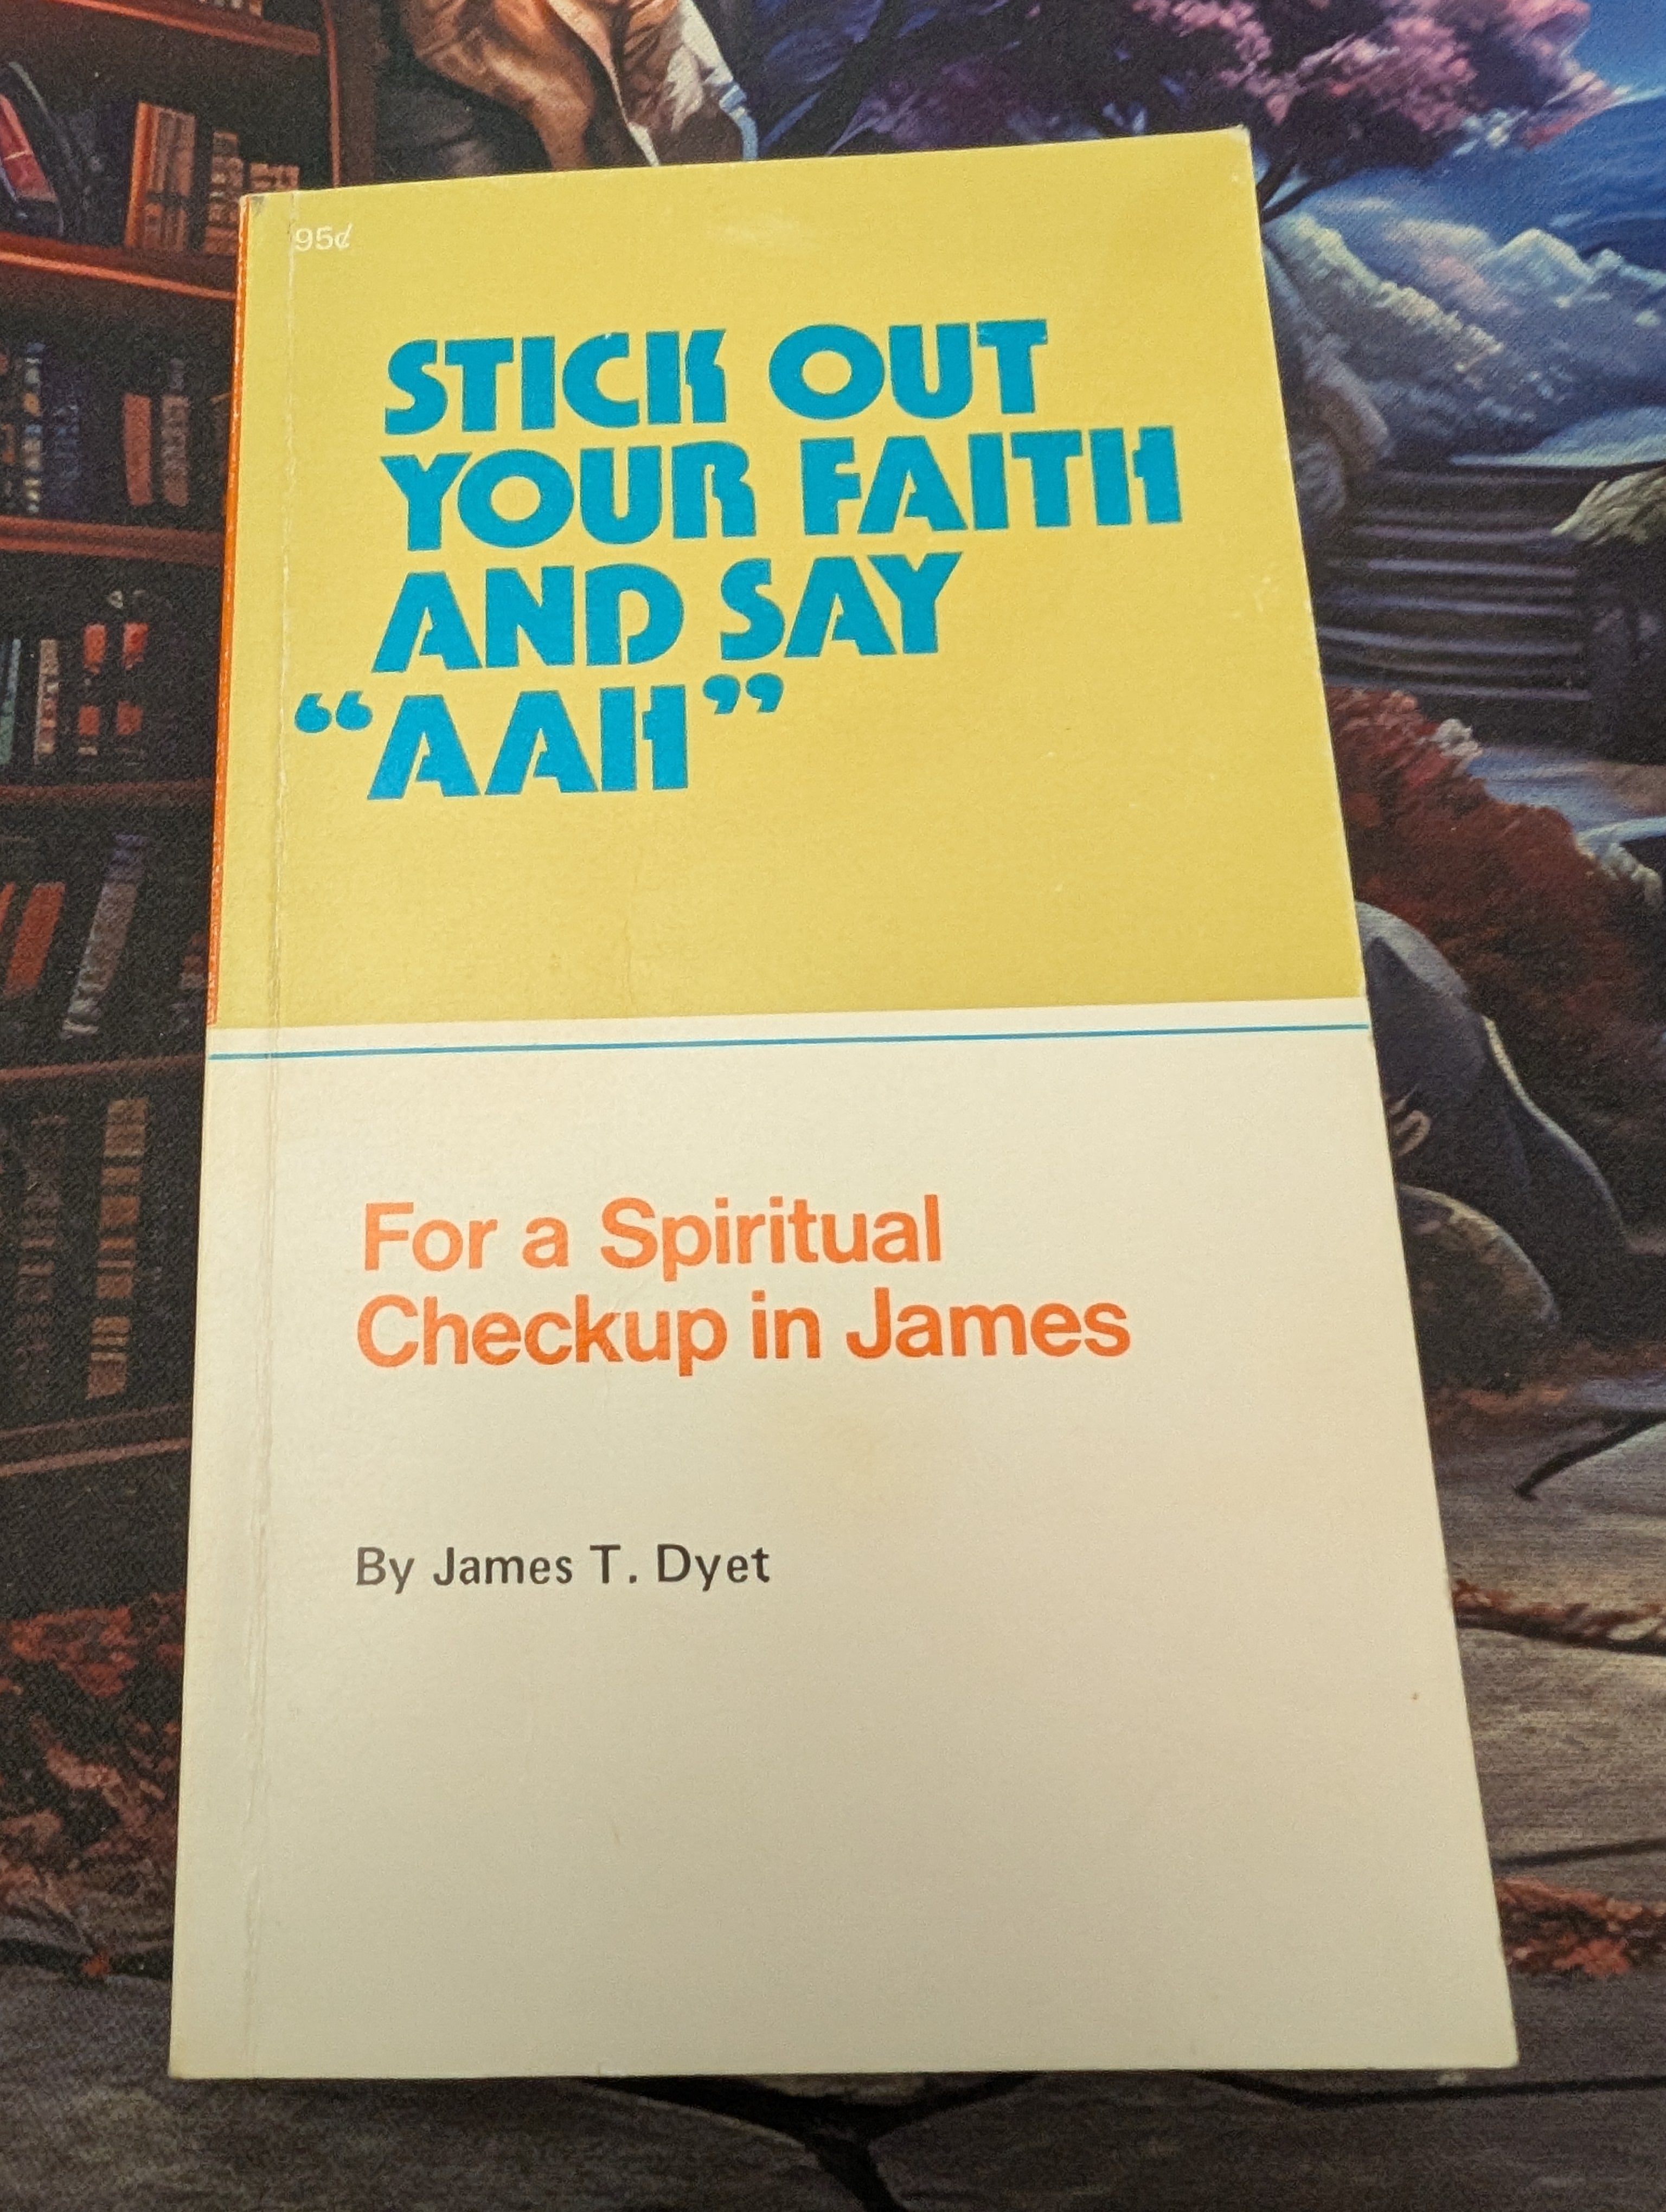 95¢
STICK OUT
YOUR FAITH
AND SAY
“AAH”
For a Spiritual
Checkup in James
By James T. Dyet